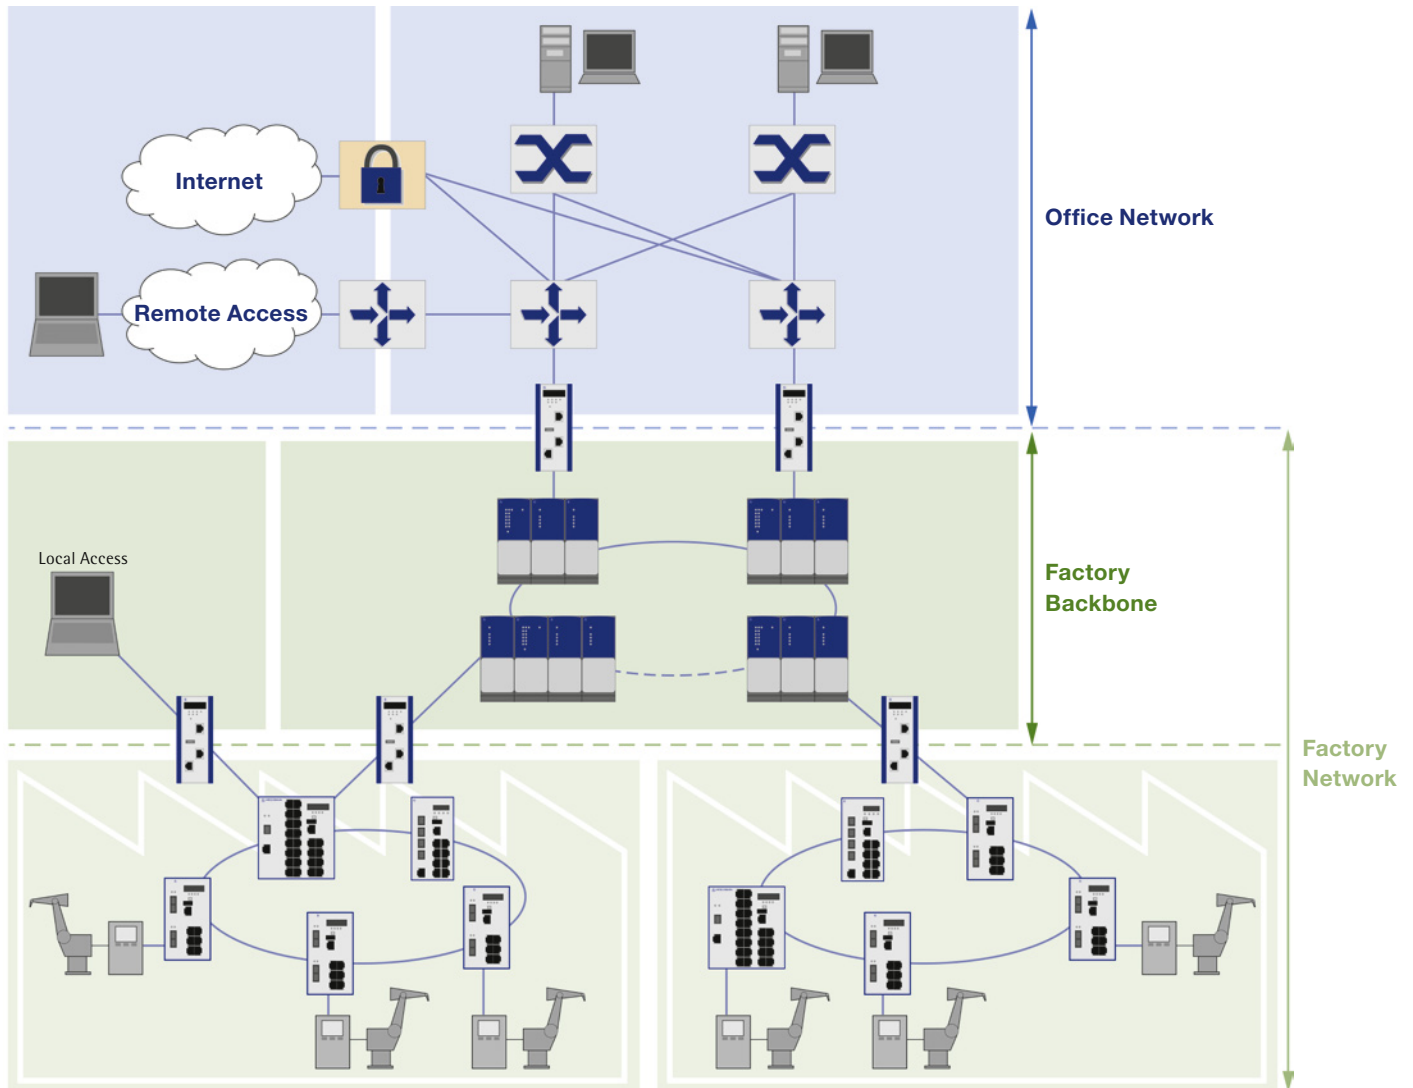 Internet
Office Network
Remote Access
Local Access
Factory
Backbone
Factory
Network